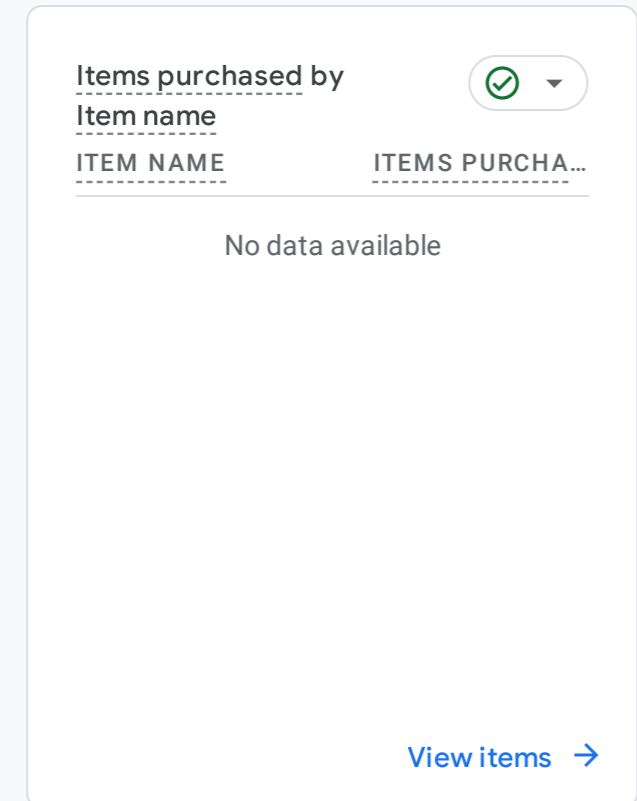 Items purchased by
Item name
ITEM NAME ITEMS PURCHA...
No data available
View items